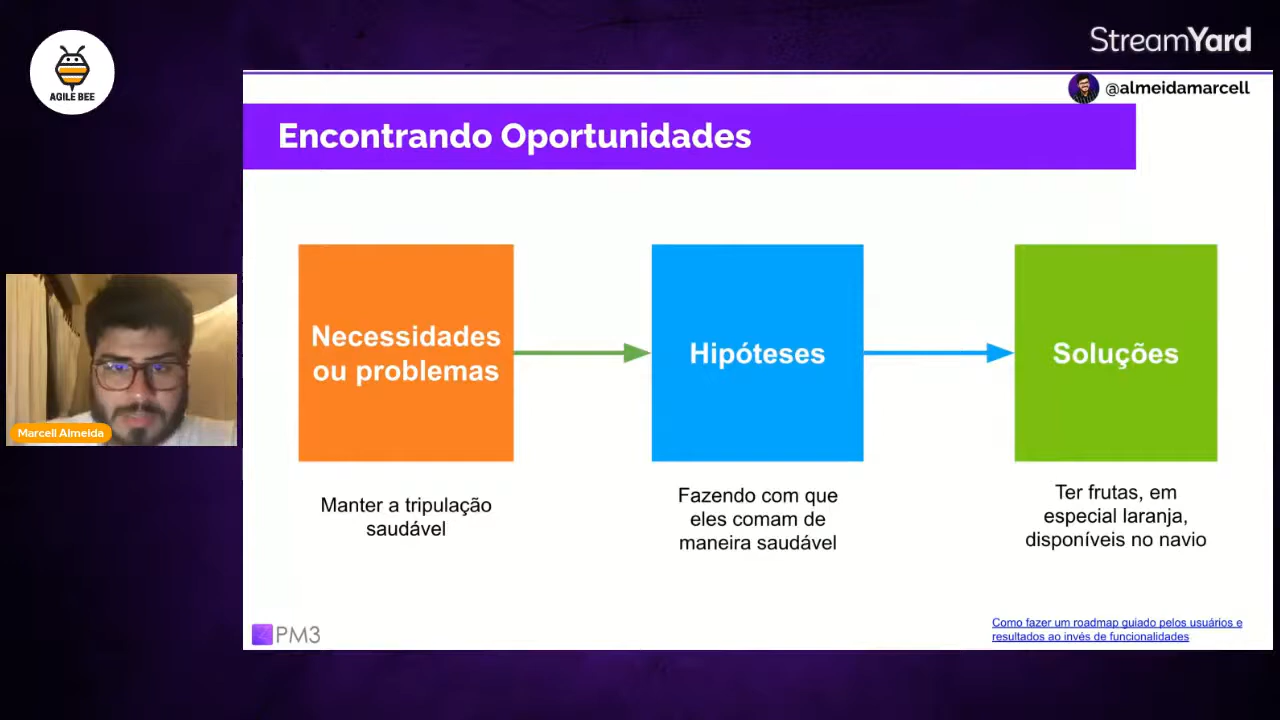 StreamYard
AGILE BEE
@almeidamarcell
Encontrando Oportunidades
Necessidades
ou problemas
Hipóteses
Soluções
Manter a tripulação
saudável
Fazendo com que
eles comam de
maneira saudável
Ter frutas, em
especial laranja,
disponíveis no navio
Marcell Almeida
PM3
Como fazer um roadmap guiado pelos usuários e
resultados ao invés de funcionalidades